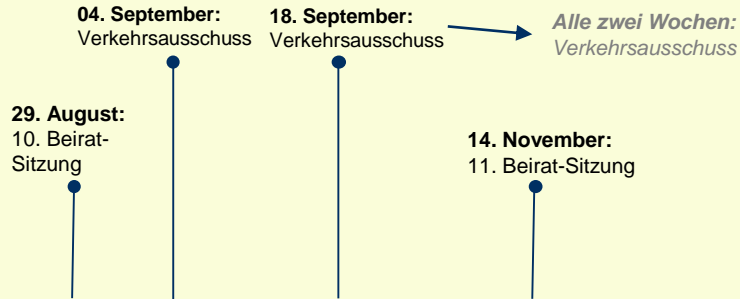 04. September:
Verkehrsausschuss
18. September:
Verkehrsausschuss
Alle zwei Wochen:
Verkehrsausschuss
29. August:
10. Beirat-
Sitzung
14. November:
11. Beirat-Sitzung